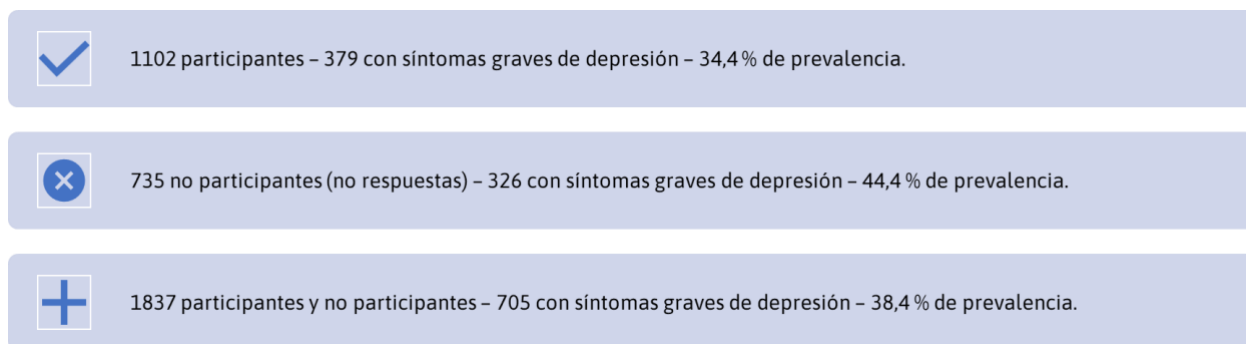 1102 participantes – 379 con síntomas graves de depresión – 34,4 % de prevalencia.
735 no participantes (no respuestas) – 326 con síntomas graves de depresión – 44,4 % de prevalencia.
1837 participantes y no participantes – 705 con síntomas graves de depresión – 38,4 % de prevalencia.